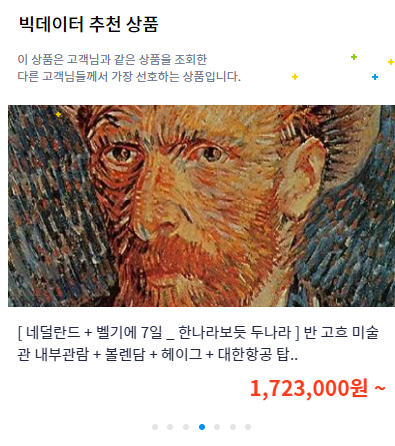 빅데이터 추천 상품
이 상품은 고객님과 같은 상품을 조회한
다른 고객님들께서 가장 선호하는 상품입니다.
[ 네덜란드 + 벨기에 7일 _ 한나라보듯 두나라 ] 반 고흐 미술
관 내부관람 + 볼렌담 + 헤이그 + 대한항공 탑..
1,723,000원 ~